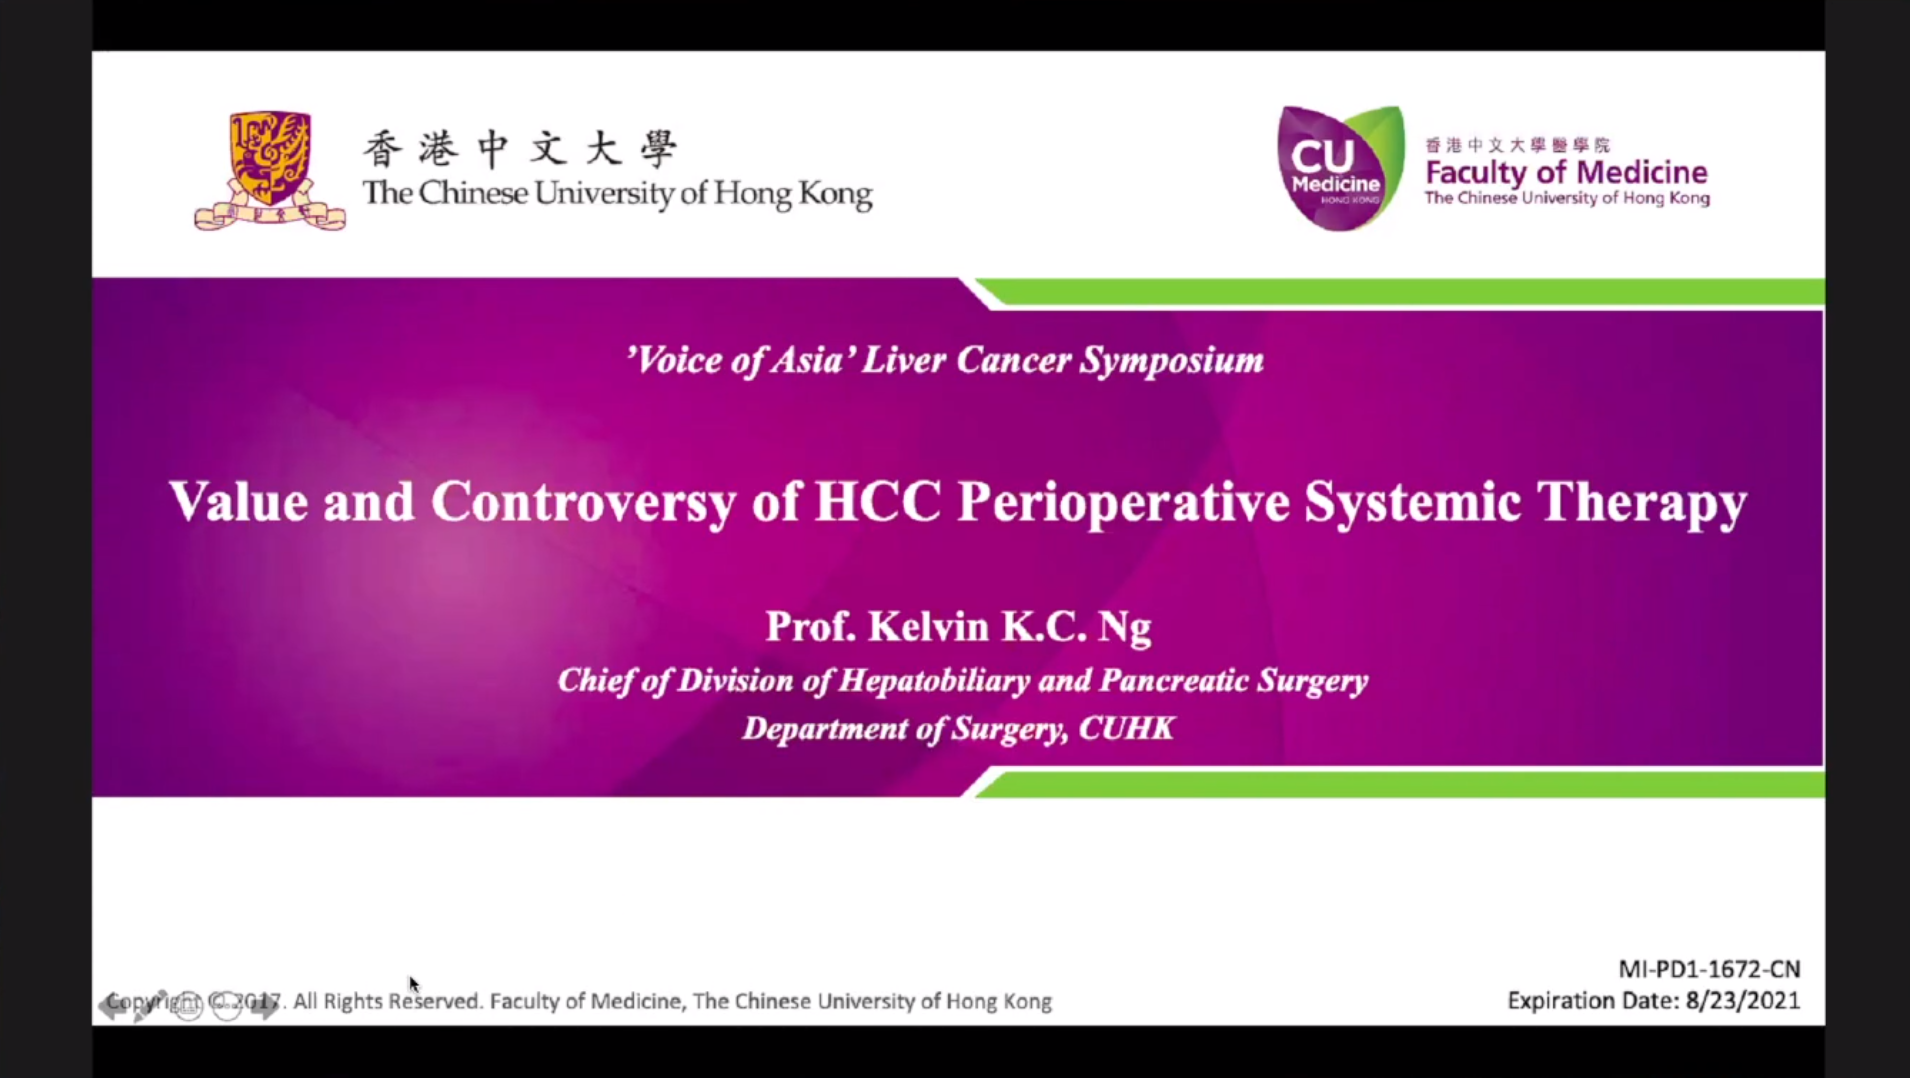 香港中文大學
The Chinese University of Hong Kong
CU
Medicine
HONG KONG
香港中文大學醫學院
Faculty of Medicine
The Chinese University of Hong Kong
’Voice of Asia’ Liver Cancer Symposium
Value and Controversy of HCC Perioperative Systemic Therapy
Prof. Kelvin K.C. Ng
Chief of Division of Hepatobiliary and Pancreatic Surgery
Department of Surgery, CUHK
MI-PD1-1672-CN
Copyright © 2017. All Rights Reserved. Faculty of Medicine, The Chinese University of Hong Kong
Expiration Date: 8/23/2021